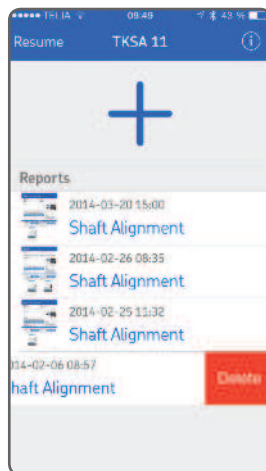 TELIA 09:49 43 %
Resume TKSA 11
Reports
2014-03-20 15:00
Shaft Alignment
2014-02-26 08:35
Shaft Alignment
2014-02-25 11:32
Shaft Alignment
014-02-06 08:57
haft Alignment
Delete